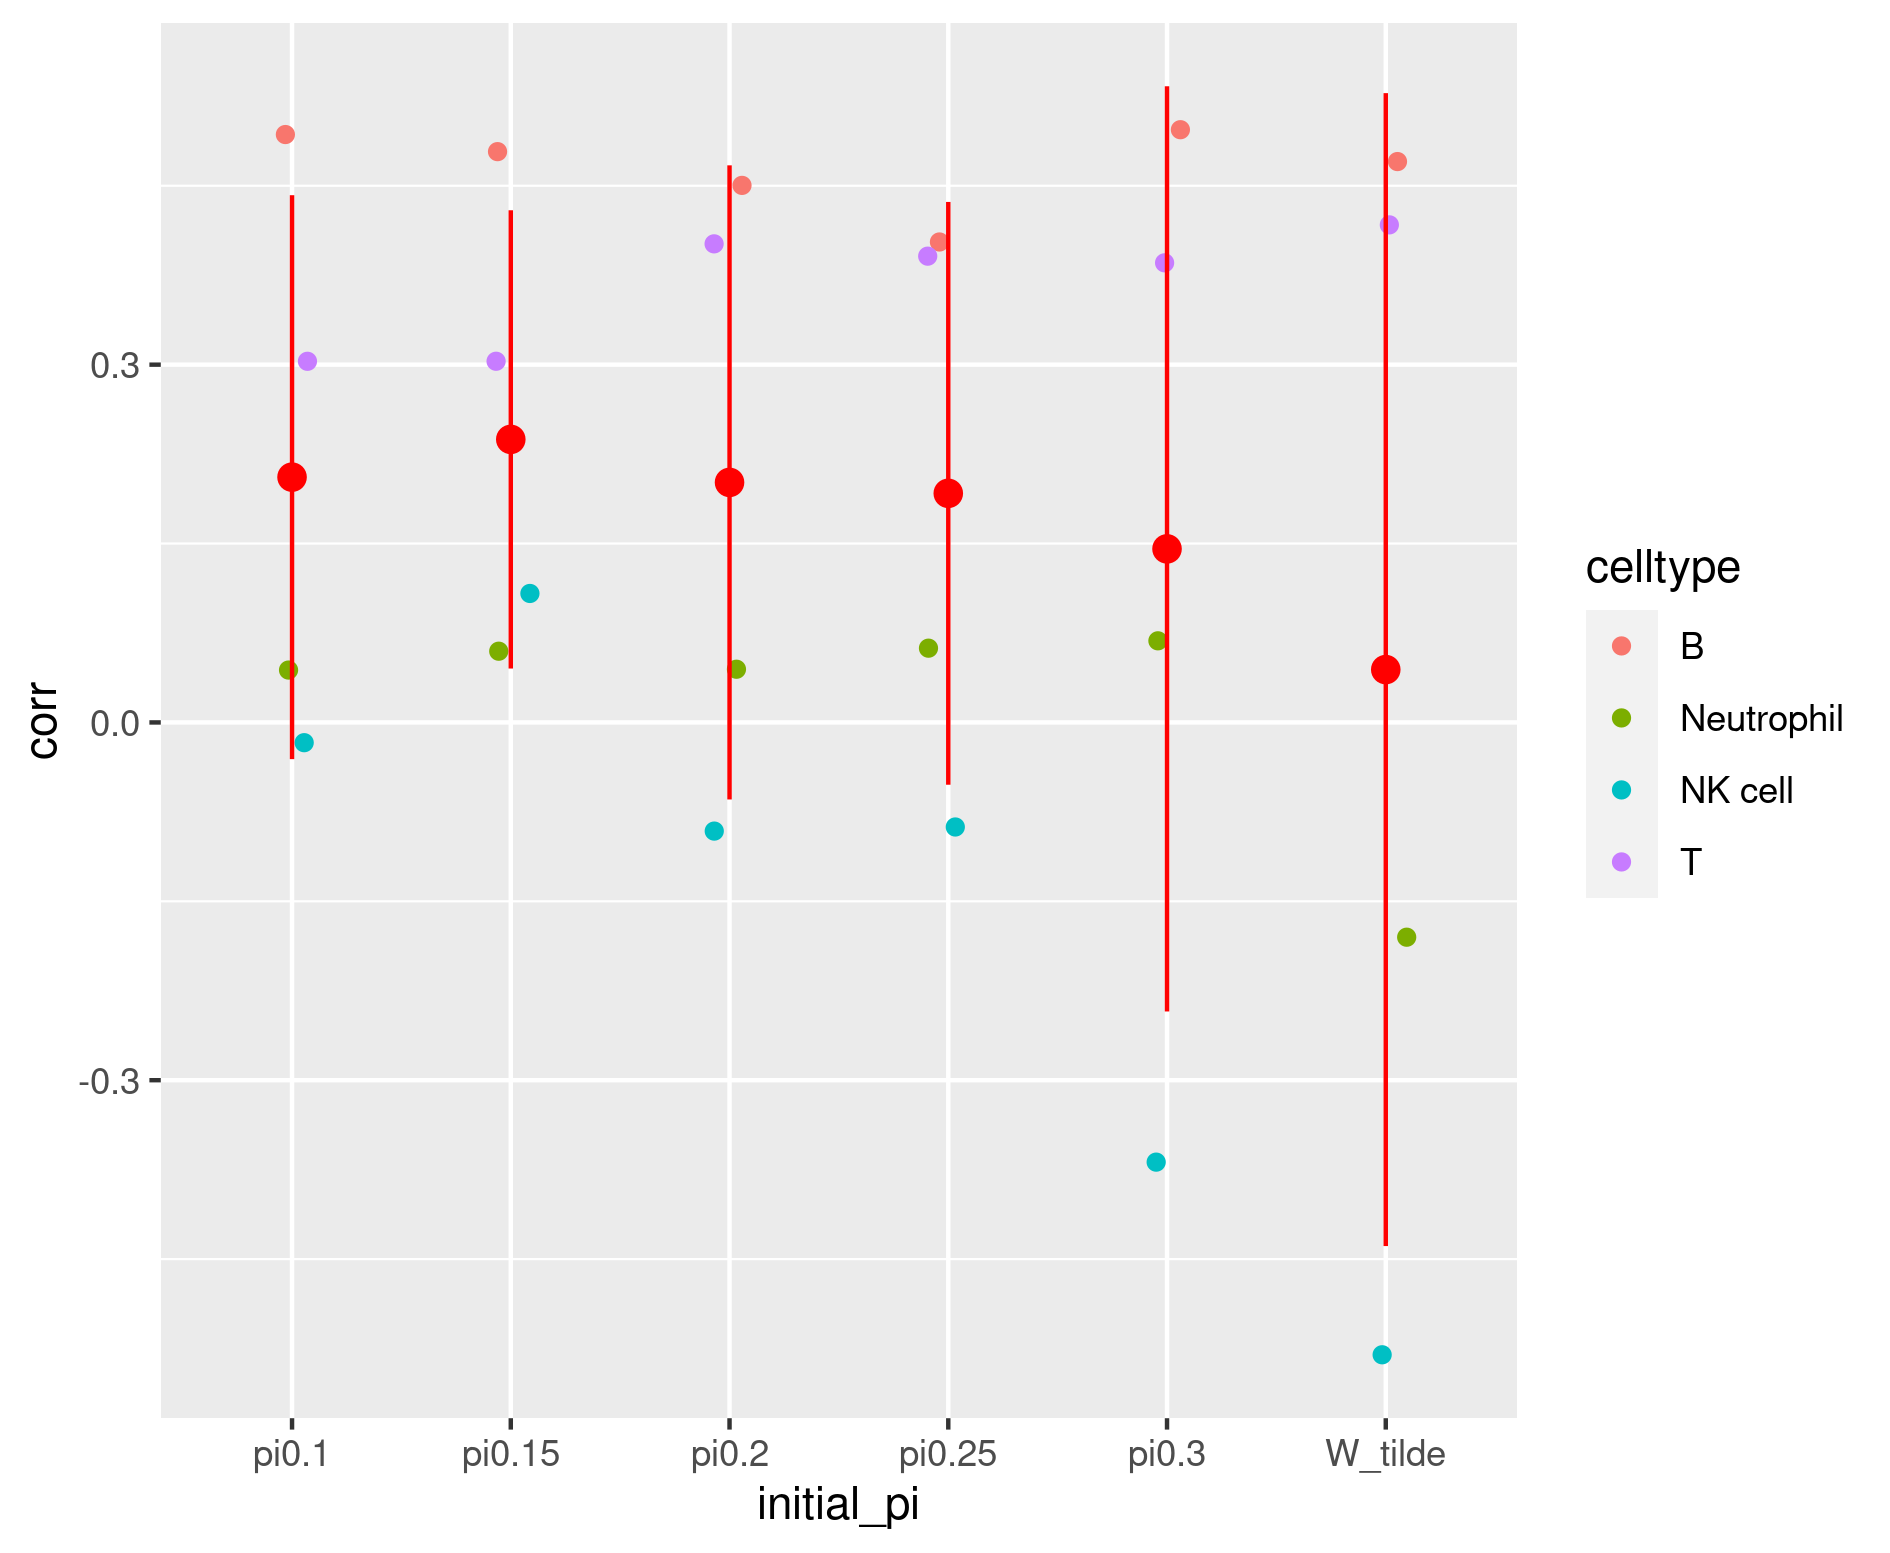 corr
0.3
0.0
-0.3
pi0.1
pi0.15
pi0.2
pi0.25
pi0.3
W_tilde
initial_pi
celltype
B
Neutrophil
NK cell
T